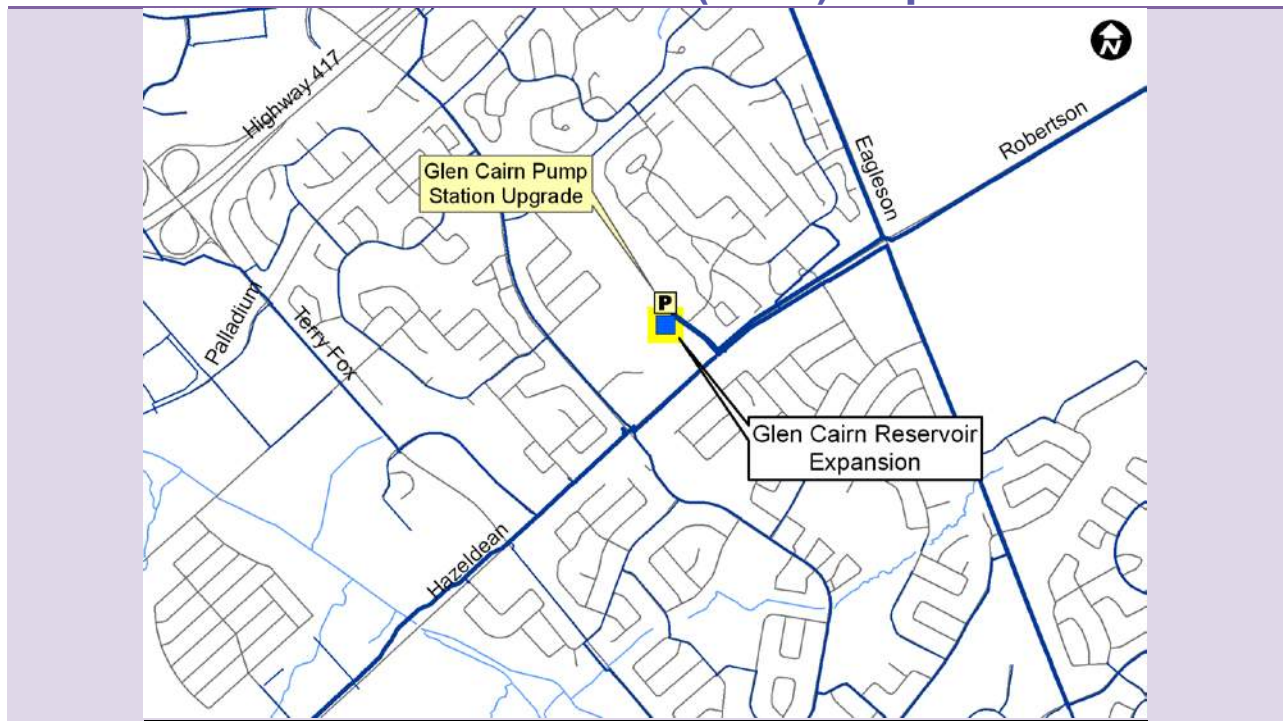 N
Highway 417
Glen Cairn Pump
Station Upgrade
Eagleson
Robertson
P
Palladium
Terry Fox
Glen Cairn Reservoir
Expansion
Hazeldean